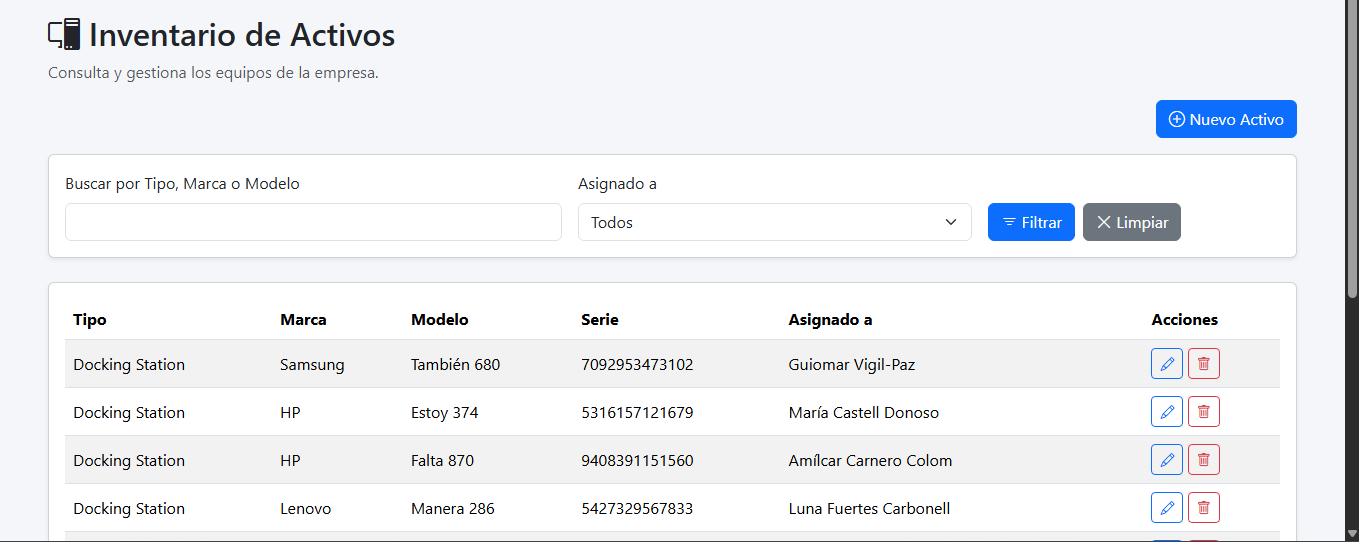 Inventario de Activos
Consulta y gestiona los equipos de la empresa.
Nuevo Activo
Buscar por Tipo, Marca o Modelo Asignado a
Todos Filtrar Limpiar
Tipo Marca Modelo Serie Asignado a Acciones
Docking Station Samsung También 680 7092953473102 Guiomar Vigil-Paz
Docking Station HP Estoy 374 5316157121679 María Castell Donoso
Docking Station HP Falta 870 9408391151560 Amílcar Carnero Colom
Docking Station Lenovo Manera 286 5427329567833 Luna Fuertes Carbonell